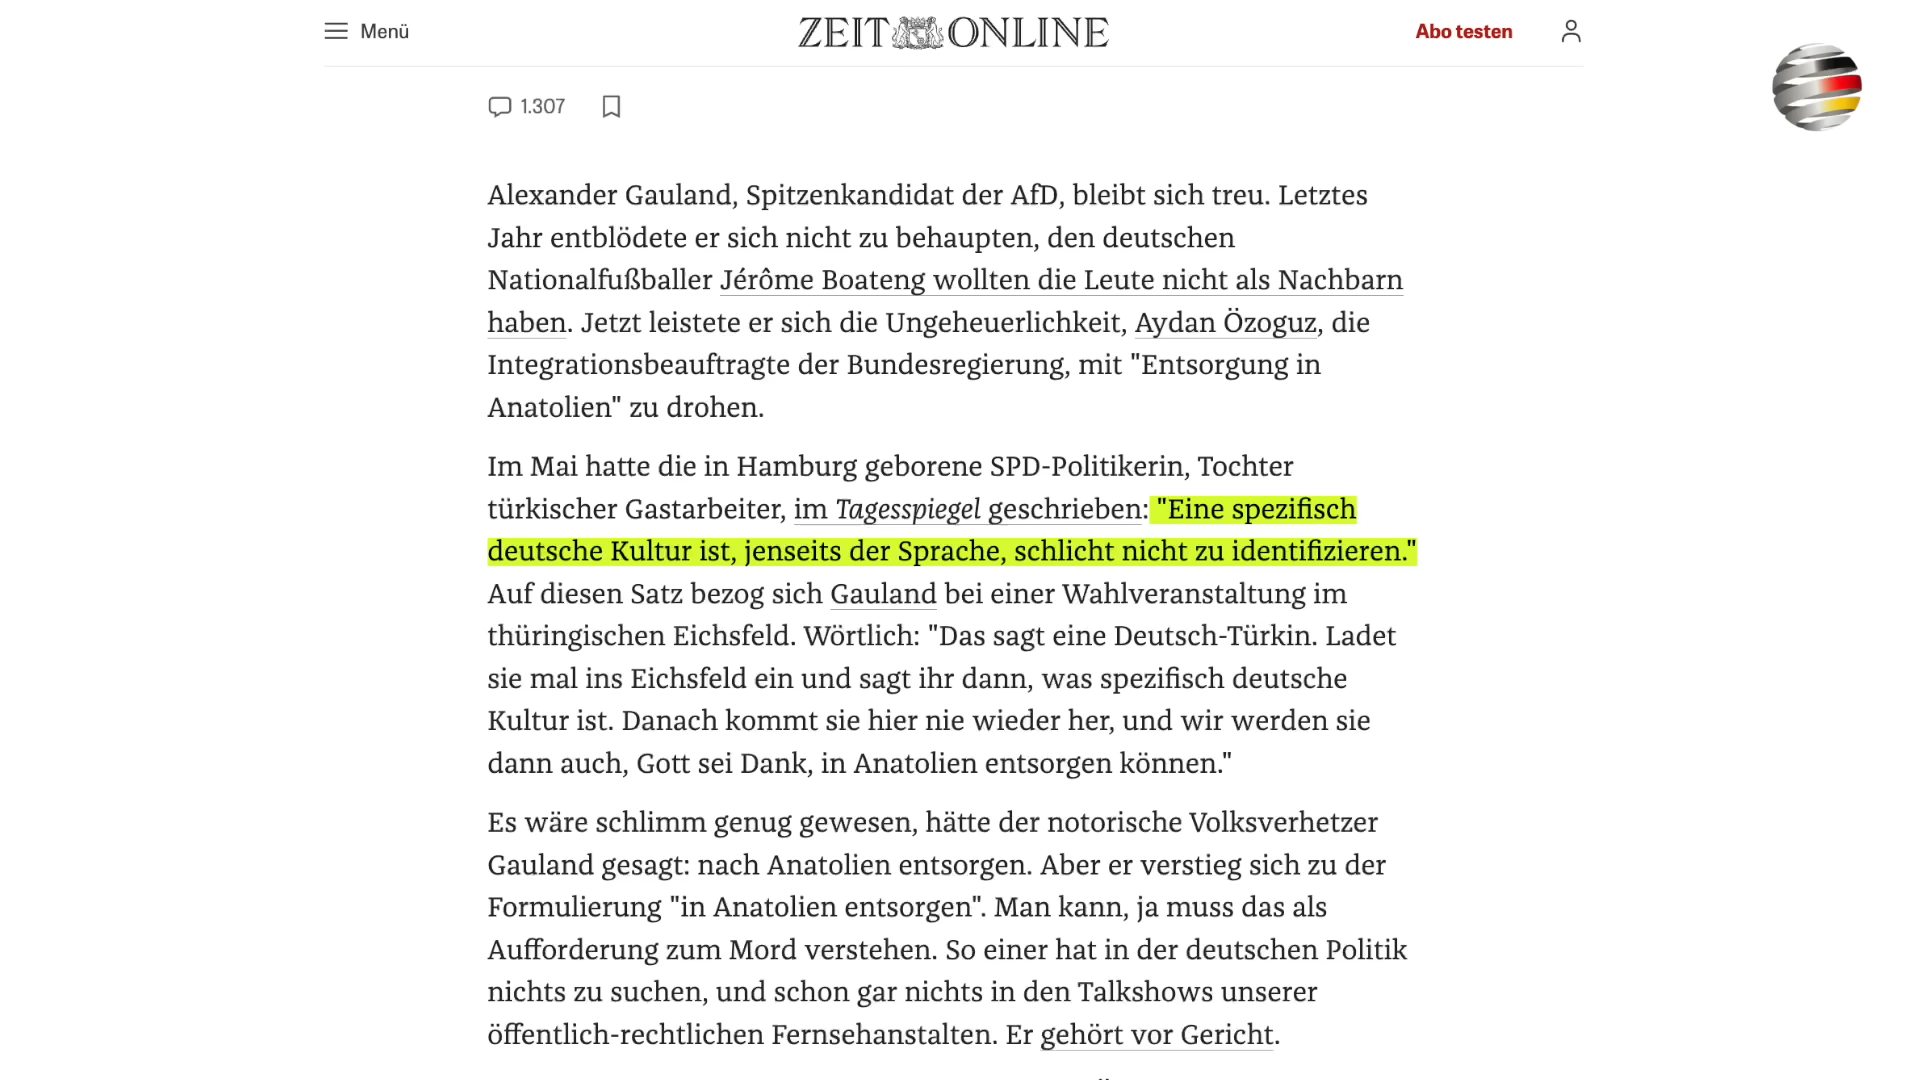 Menü
ZEIT ONLINE
Abo testen
1.307
Alexander Gauland, Spitzenkandidat der AfD, bleibt sich treu. Letztes
Jahr entblödete er sich nicht zu behaupten, den deutschen
Nationalfußballer Jérôme Boateng wollten die Leute nicht als Nachbarn
haben. Jetzt leistete er sich die Ungeheuerlichkeit, Aydan Özoguz, die
Integrationsbeauftragte der Bundesregierung, mit "Entsorgung in
Anatolien" zu drohen.
Im Mai hatte die in Hamburg geborene SPD-Politikerin, Tochter
türkischer Gastarbeiter, im Tagesspiegel geschrieben: "Eine spezifisch
deutsche Kultur ist, jenseits der Sprache, schlicht nicht zu identifizieren."
Auf diesen Satz bezog sich Gauland bei einer Wahlveranstaltung im
thüringischen Eichsfeld. Wörtlich: "Das sagt eine Deutsch-Türkin. Ladet
sie mal ins Eichsfeld ein und sagt ihr dann, was spezifisch deutsche
Kultur ist. Danach kommt sie hier nie wieder her, und wir werden sie
dann auch, Gott sei Dank, in Anatolien entsorgen können."
Es wäre schlimm genug gewesen, hätte der notorische Volksverhetzer
Gauland gesagt: nach Anatolien entsorgen. Aber er verstieg sich zu der
Formulierung "in Anatolien entsorgen". Man kann, ja muss das als
Aufforderung zum Mord verstehen. So einer hat in der deutschen Politik
nichts zu suchen, und schon gar nichts in den Talkshows unserer
öffentlich-rechtlichen Fernsehanstalten. Er gehört vor Gericht.